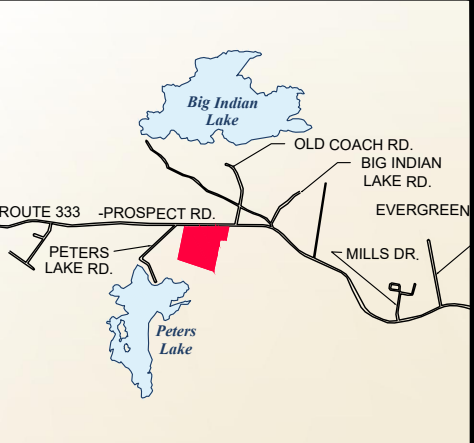 Big Indian
Lake
OLD COACH RD.
BIG INDIAN
LAKE RD.
ROUTE 333 -PROSPECT RD.
EVERGREEN
PETERS
LAKE RD.
MILLS DR.
Peters
Lake